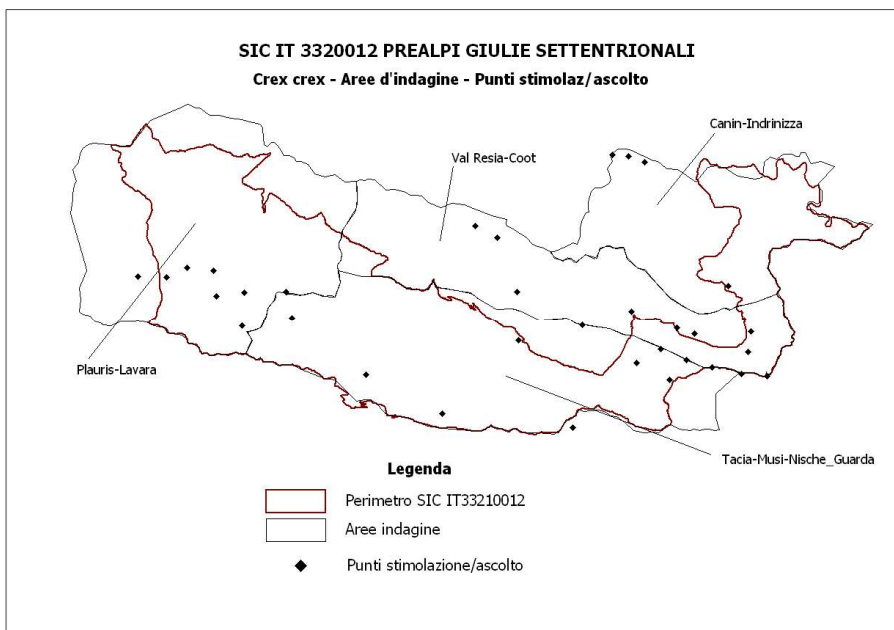 SIC IT 3320012 PREALPI GIULIE SETTENTRIONALI
Crex crex - Aree d'indagine - Punti stimolaz/ascolto
Canin-Indrinizza
Val Resia-Coot
Plauris-Lavara
Tacia-Musi-Nische_Guarda
Legenda
Perimetro SIC IT33210012
Aree indagine
Punti stimolazione/ascolto